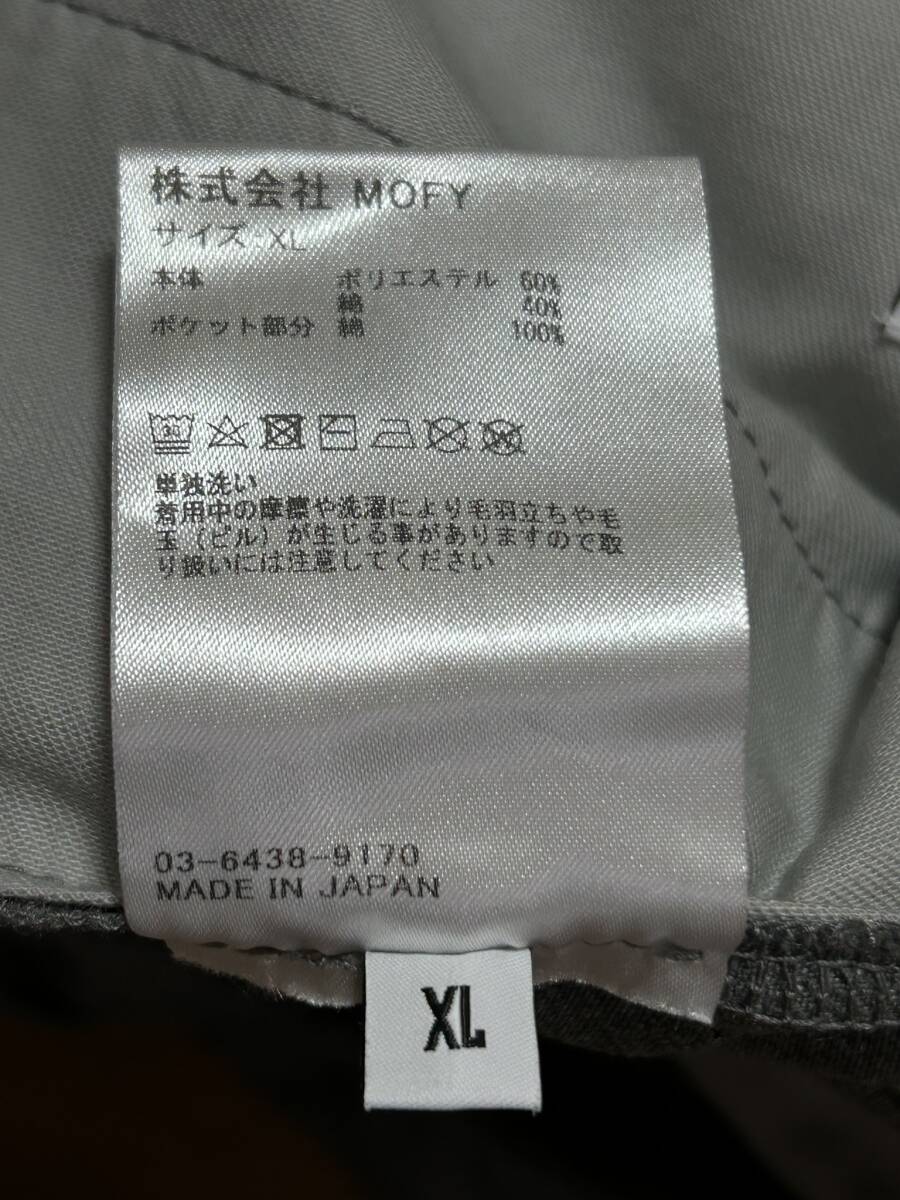 株式会社 MOFY
サイズ XL
本体 ポリエステル 60%
綿 40%
ポケット部分 綿 100%
30
単独洗い
着用中の摩擦や洗濯により毛羽立ちや毛
玉（ピル）が生じる事がありますので取
り扱いには注意してください
03-6438-9170
MADE IN JAPAN
XL